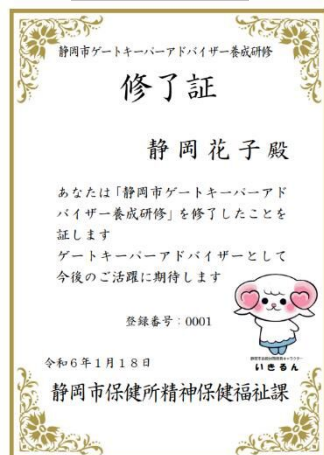 静岡市ゲートキーパーアドバイザー養成研修
修了証
静岡花子殿
あなたは「静岡市ゲートキーパーアド
バイザー養成研修」を修了したことを
証します
ゲートキーパーアドバイザーとして
今後のご活躍に期待します
登録番号：0001
いきるん
令和6年1月18日
静岡市保健所精神保健福祉課